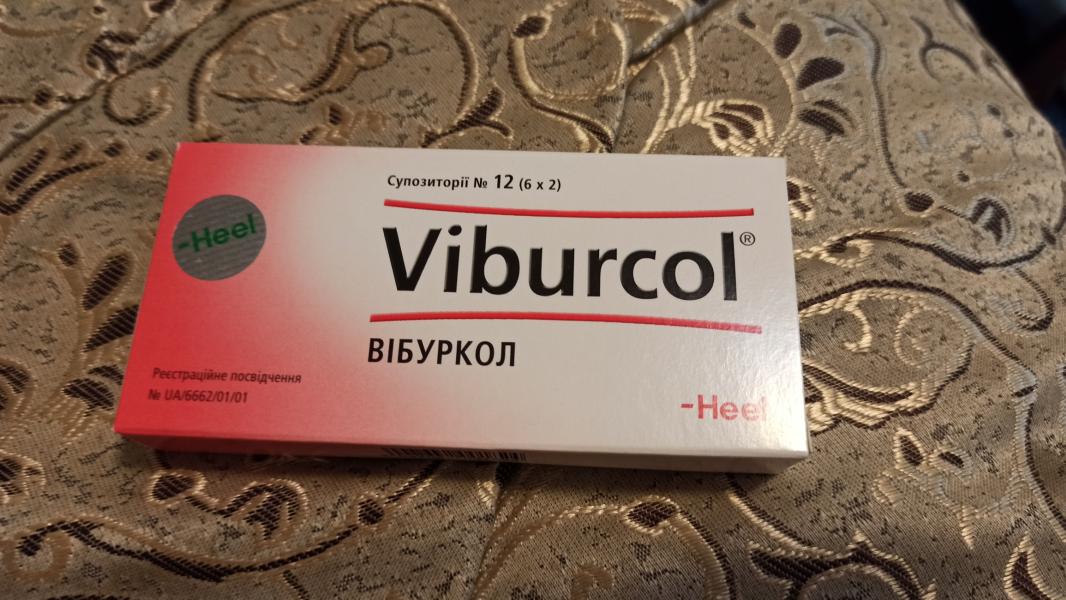 Супозиторії № 12 (6 x 2)
-Heel
Viburcol®
ВІБУРКОЛ
Реєстраційне посвідчення
№ UA/6662/01/01
-Heel